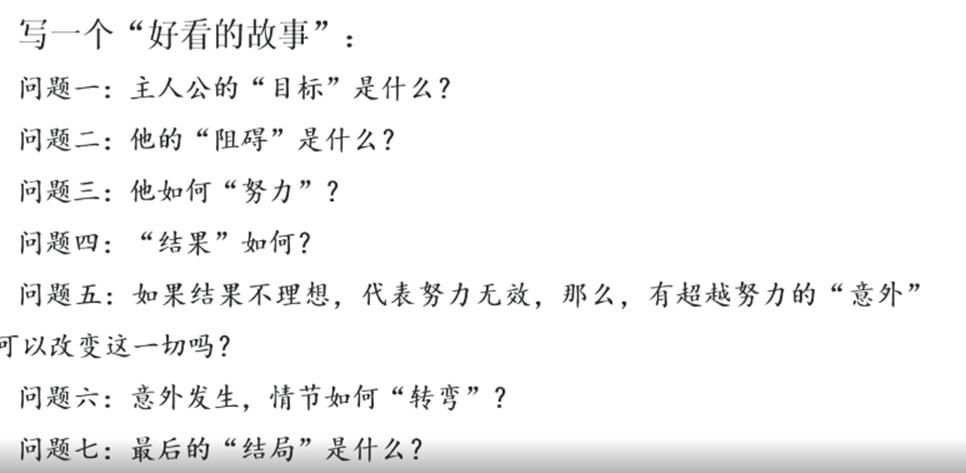 写一个“好看的故事”：
问题一：主人公的“目标”是什么？
问题二：他的“阻碍”是什么？
问题三：他如何“努力”？
问题四：“结果”如何？
问题五：如果结果不理想，代表努力无效，那么，有超越努力的“意外”
可以改变这一切吗？
问题六：意外发生，情节如何“转弯”？
问题七：最后的“结局”是什么？